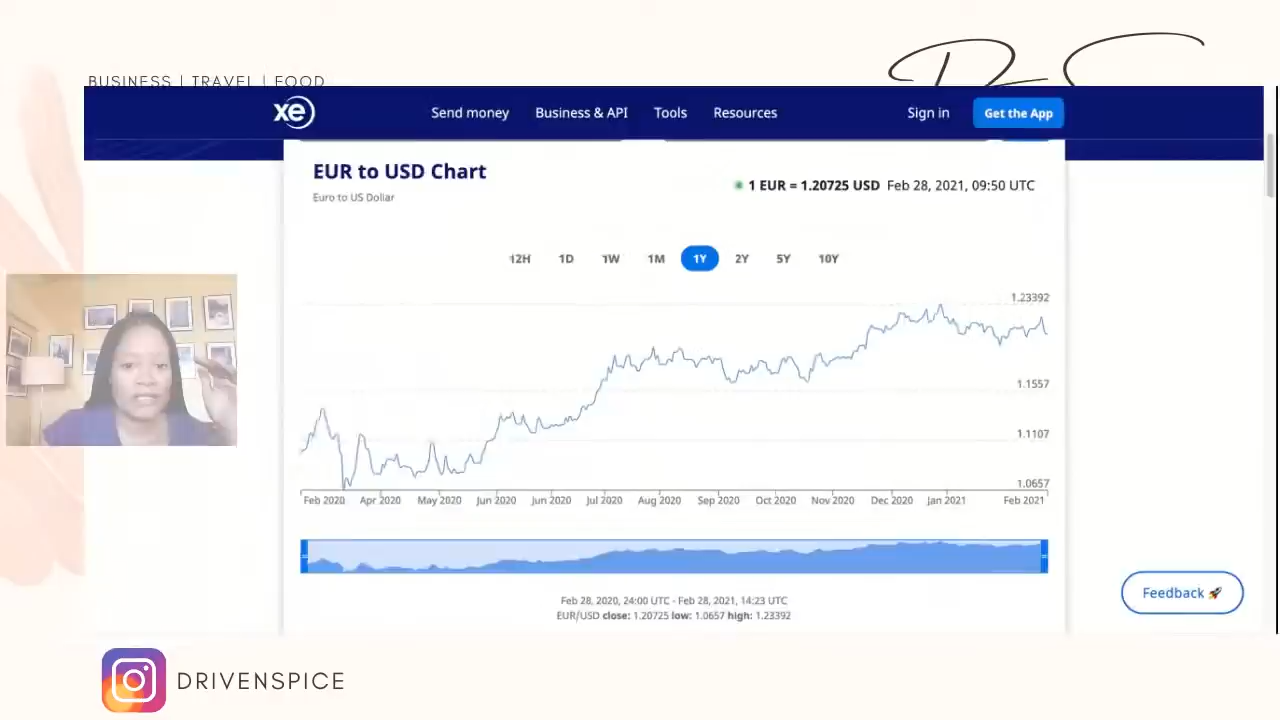 BUSINESS | TRAVEL | FOOD
xe
Send money Business & API Tools Resources Sign in Get the App
EUR to USD Chart
Euro to US Dollar
1 EUR = 1.20725 USD Feb 28, 2021, 09:50 UTC
12H 1D 1W 1M 1Y 2Y 5Y 10Y
1.23392
1.1557
1.1107
1.0657
Feb 2020 Apr 2020 May 2020 Jun 2020 Jun 2020 Jul 2020 Aug 2020 Sep 2020 Oct 2020 Nov 2020 Dec 2020 Jan 2021 Feb 2021
Feb 28, 2020, 24:00 UTC - Feb 28, 2021, 14:23 UTC
EUR/USD close: 1.20725 low: 1.0657 high: 1.23392
Feedback 🚀
DRIVENSPICE